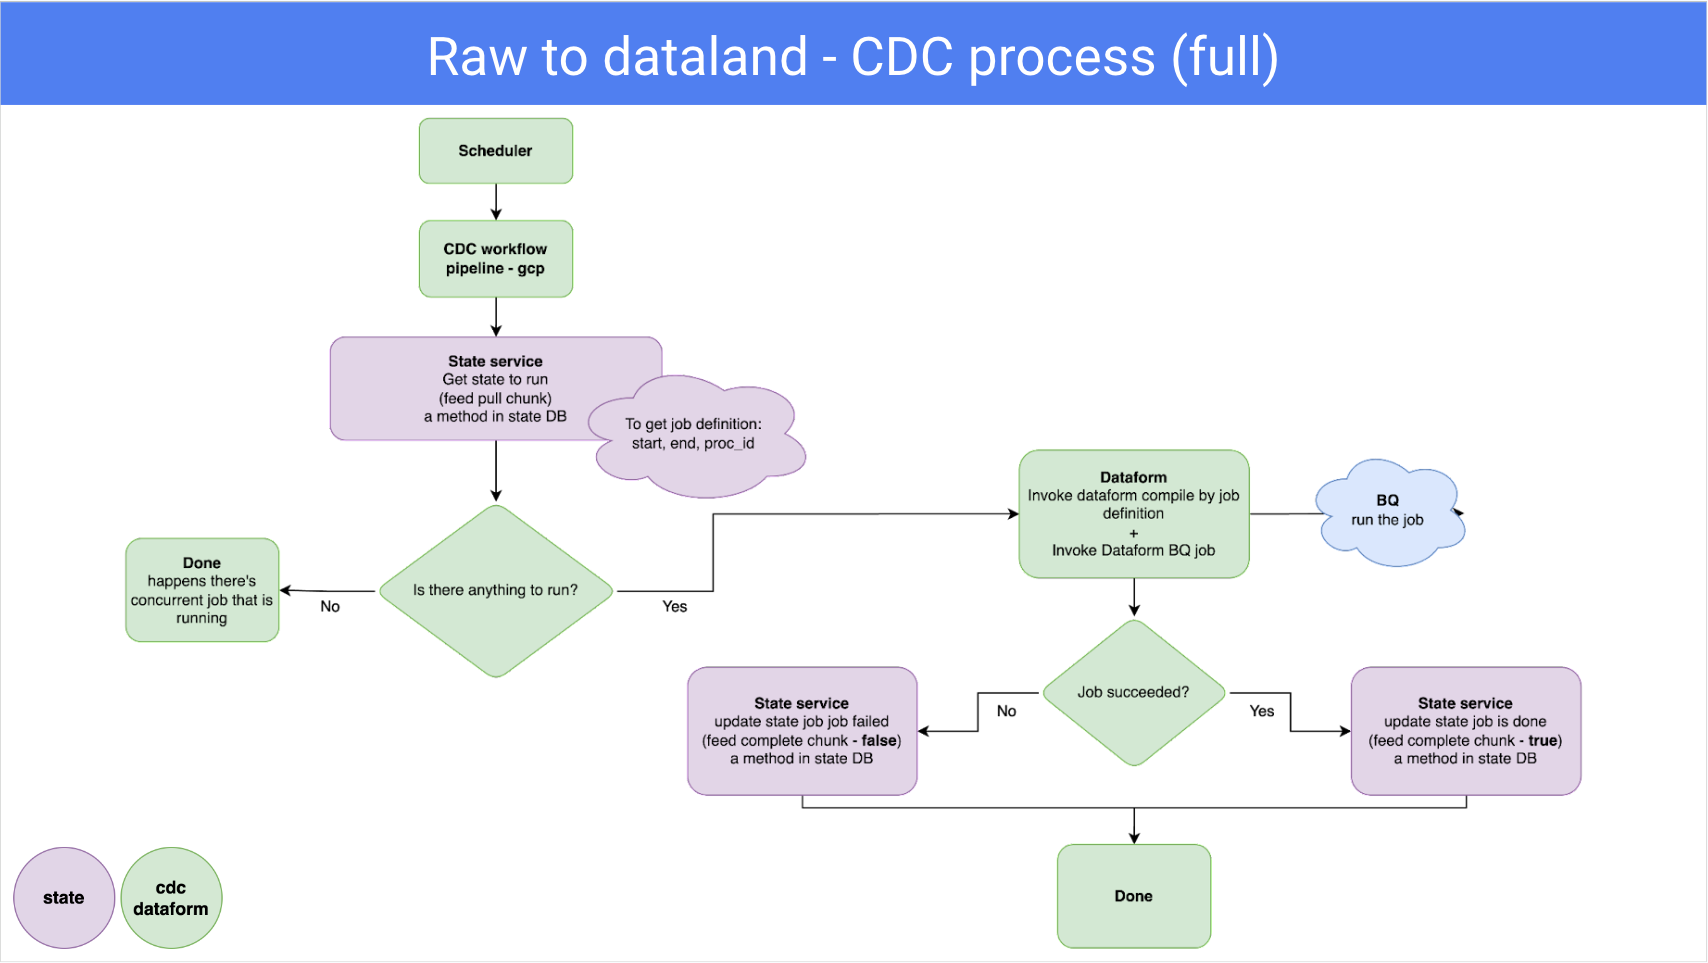 Raw to dataland - CDC process (full)
Scheduler
CDC workflow
pipeline - gcp
State service
Get state to run
(feed pull chunk)
a method in state DB
To get job definition:
start, end, proc_id
Is there anything to run?
No
Yes
Done
happens there's
concurrent job that is
running
Dataform
Invoke dataform compile by job
definition
+
Invoke Dataform BQ job
BQ
run the job
Job succeeded?
No
Yes
State service
update state job job failed
(feed complete chunk - false)
a method in state DB
State service
update state job is done
(feed complete chunk - true)
a method in state DB
Done
state
cdc
dataform